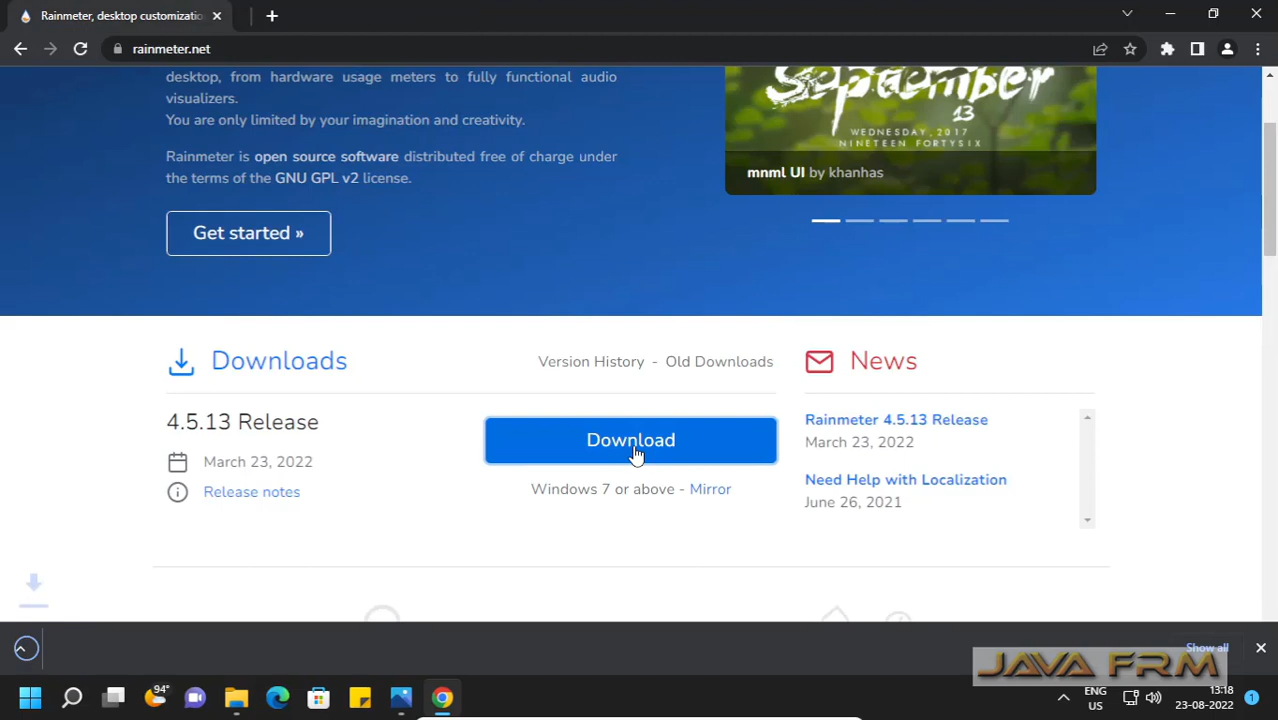 Rainmeter, desktop customizatio
rainmeter.net
desktop, from hardware usage meters to fully functional audio
visualizers.
You are only limited by your imagination and creativity.
Rainmeter is open source software distributed free of charge under
the terms of the GNU GPL v2 license.
Get started »
September
13
WEDNESDAY, 2017
NINETEEN FORTYSIX
mnml UI by khanhas
Downloads
Version History - Old Downloads
4.5.13 Release
March 23, 2022
Release notes
Download
Windows 7 or above - Mirror
News
Rainmeter 4.5.13 Release
March 23, 2022
Need Help with Localization
June 26, 2021
Show all
JAVA FRM
94°
ENG
US
13:18
23-08-2022
1